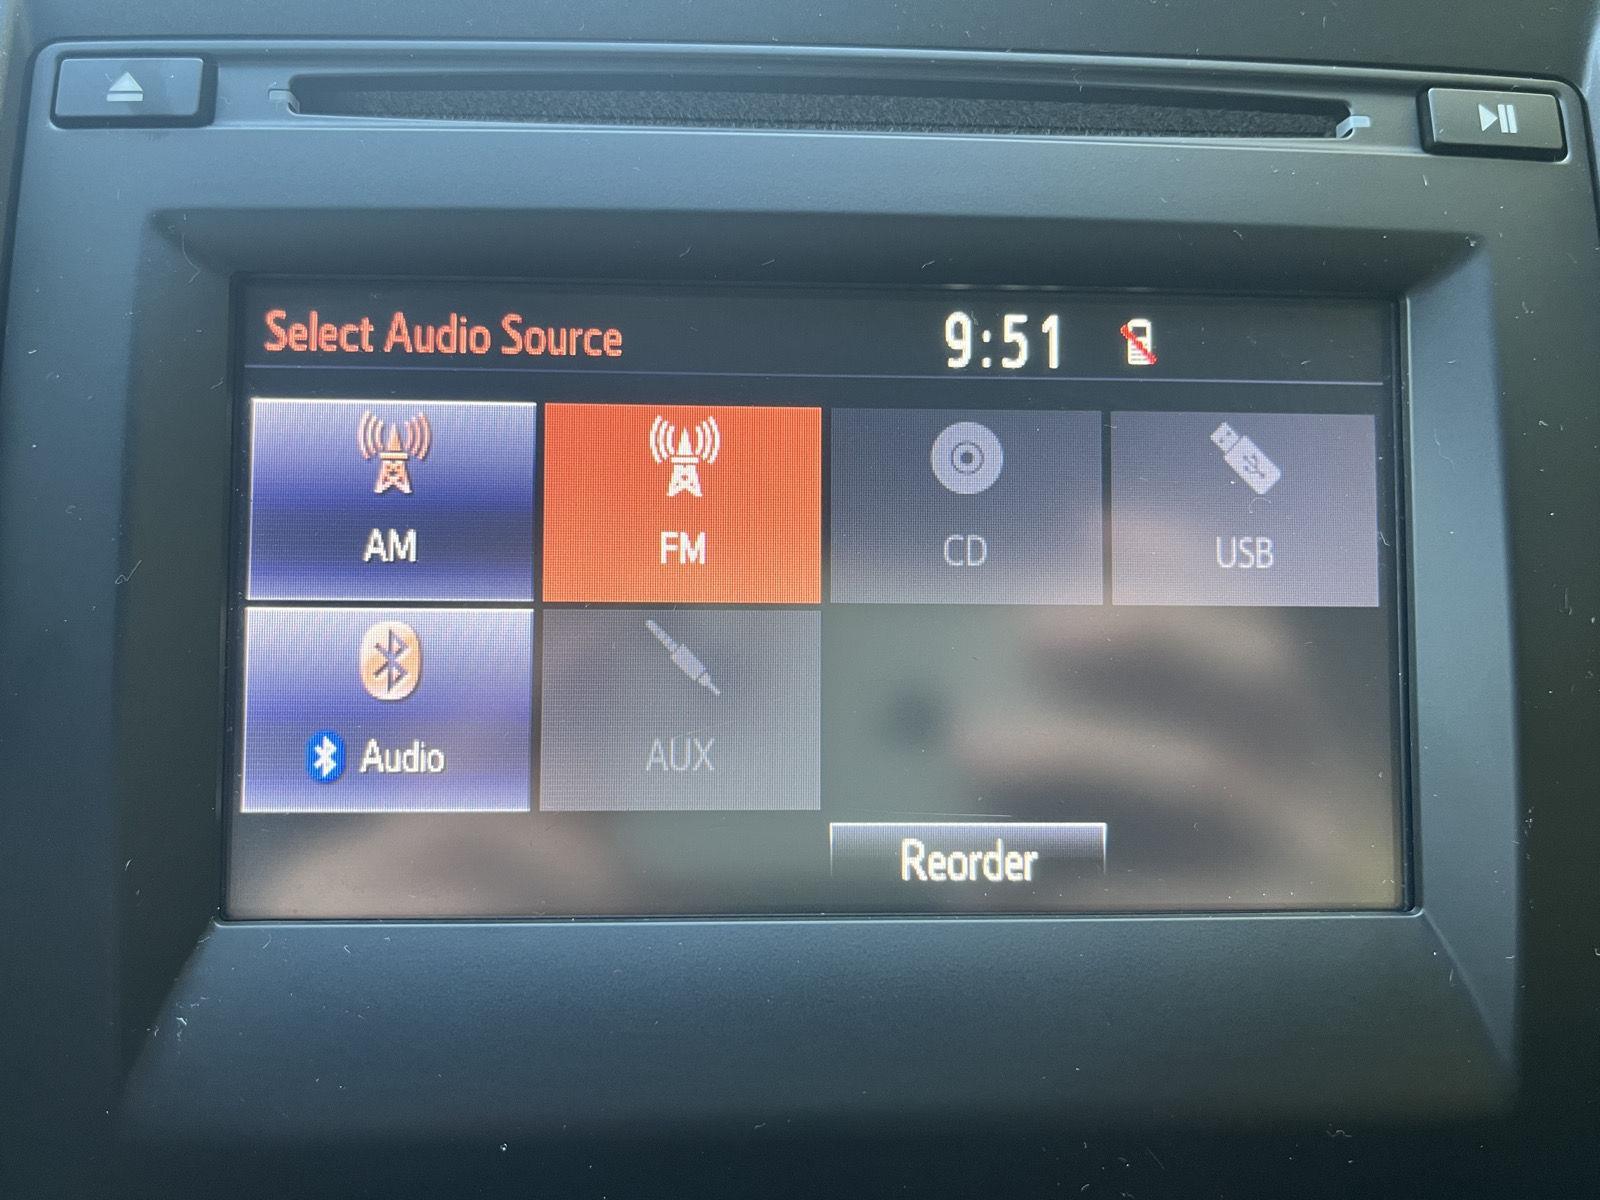 Select Audio Source
9:51
AM
FM
CD
USB
Audio
AUX
Reorder